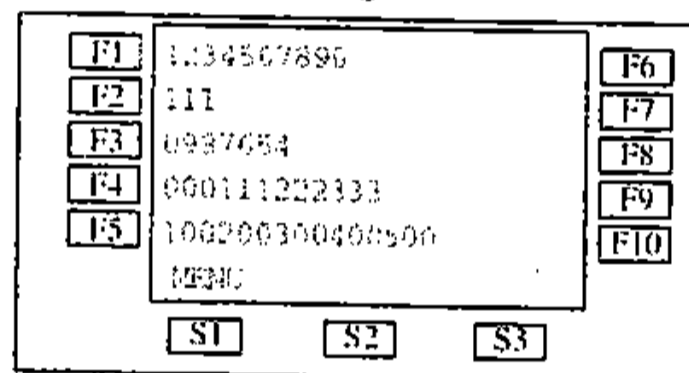 F1 1234567890 F6
F2 111 F7
F3 0987654 F8
F4 000111222333 F9
F5 100200300400500 F10
MENU
S1 S2 S3